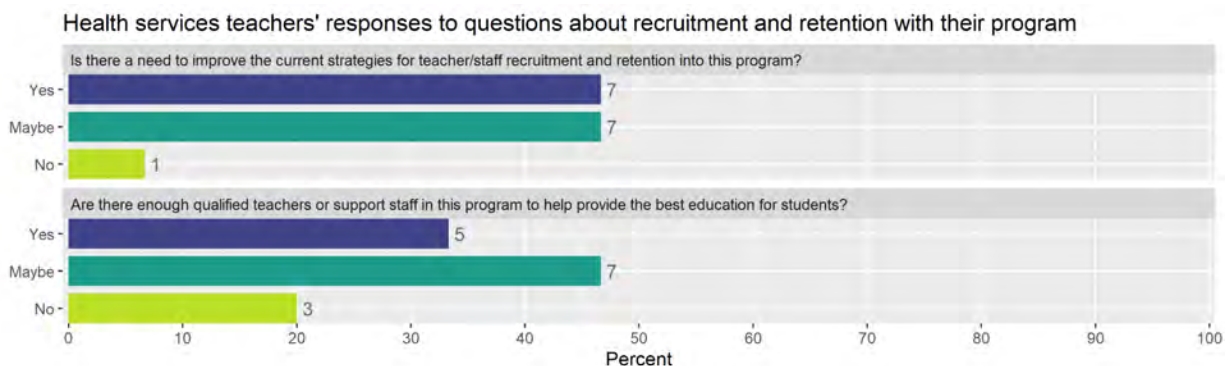 Health services teachers' responses to questions about recruitment and retention with their program
Is there a need to improve the current strategies for teacher/staff recruitment and retention into this program?
Yes 7
Maybe 7
No 1
Are there enough qualified teachers or support staff in this program to help provide the best education for students?
Yes 5
Maybe 7
No 3
0 10 20 30 40 50 60 70 80 90 100
Percent